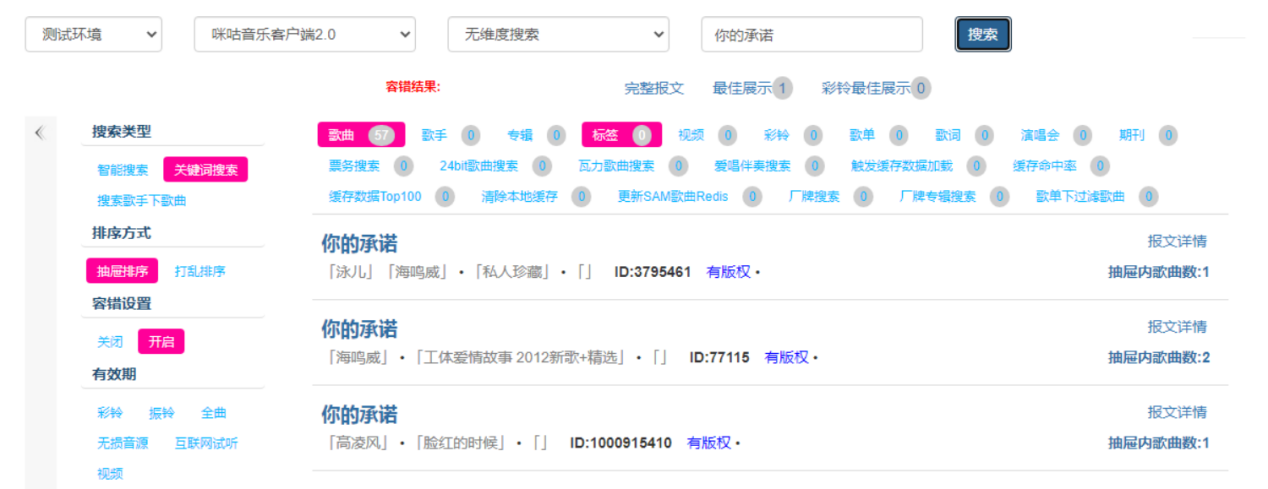 测试环境 咪咕音乐客户端2.0 无维度搜索 你的承诺 搜索
容错结果: 完整报文 最佳展示 1 彩铃最佳展示 0
搜索类型
智能搜索 关键词搜索
搜索歌手下歌曲
排序方式
抽屉排序 打乱排序
容错设置
关闭 开启
有效期
彩铃 振铃 全曲
无损音源 互联网试听
视频
歌曲 57 歌手 0 专辑 0 标签 0 视频 0 彩铃 0 歌单 0 歌词 0 演唱会 0 期刊 0
票务搜索 0 24bit歌曲搜索 0 瓦力歌曲搜索 0 爱唱伴奏搜索 0 触发缓存数据加载 0 缓存命中率 0
缓存数据Top100 0 清除本地缓存 0 更新SAM歌曲Redis 0 厂牌搜索 0 厂牌专辑搜索 0 歌单下过滤歌曲 0
你的承诺 报文详情
「泳儿」「海鸣威」•「私人珍藏」•「」 ID:3795461 有版权 • 抽屉内歌曲数:1
你的承诺 报文详情
「海鸣威」•「工体爱情故事 2012新歌+精选」•「」 ID:77115 有版权 • 抽屉内歌曲数:2
你的承诺 报文详情
「高凌风」•「脸红的时候」•「」 ID:1000915410 有版权 • 抽屉内歌曲数:1